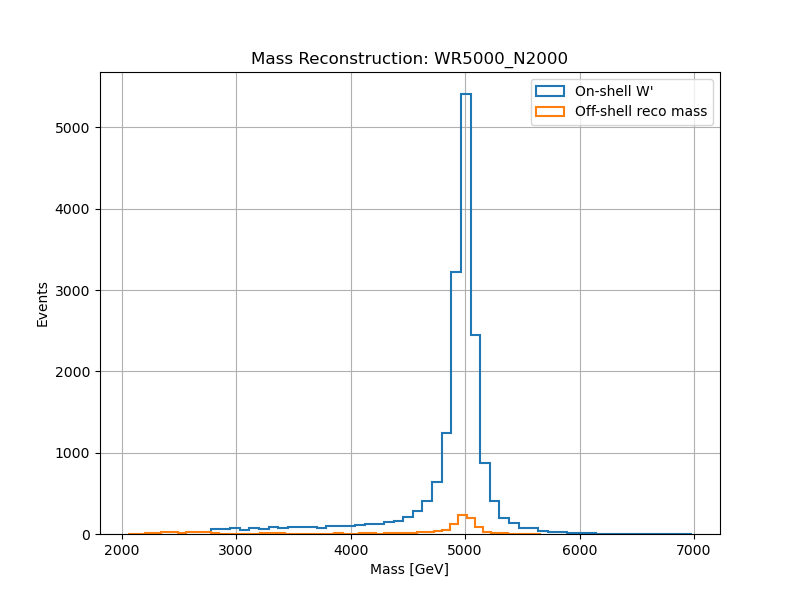 Mass Reconstruction: WR5000_N2000
On-shell W'
Off-shell reco mass
5000
4000
3000
2000
1000
0
Events
2000 3000 4000 5000 6000 7000
Mass [GeV]